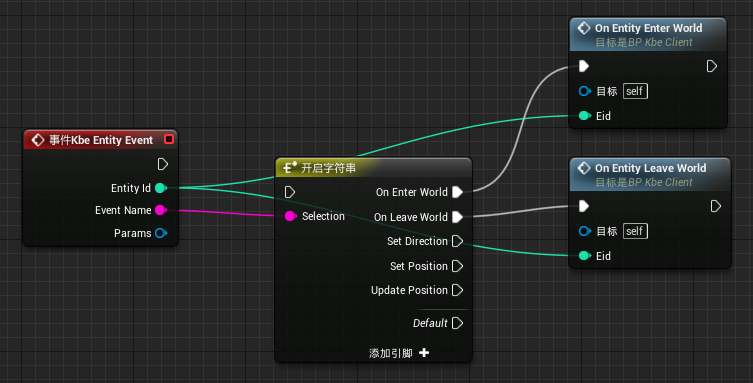 事件Kbe Entity Event
Entity Id
Event Name
Params
开启字符串
Selection
On Enter World
On Leave World
Set Direction
Set Position
Update Position
Default
添加引脚
On Entity Enter World
目标是BP Kbe Client
目标 self
Eid
On Entity Leave World
目标是BP Kbe Client
目标 self
Eid